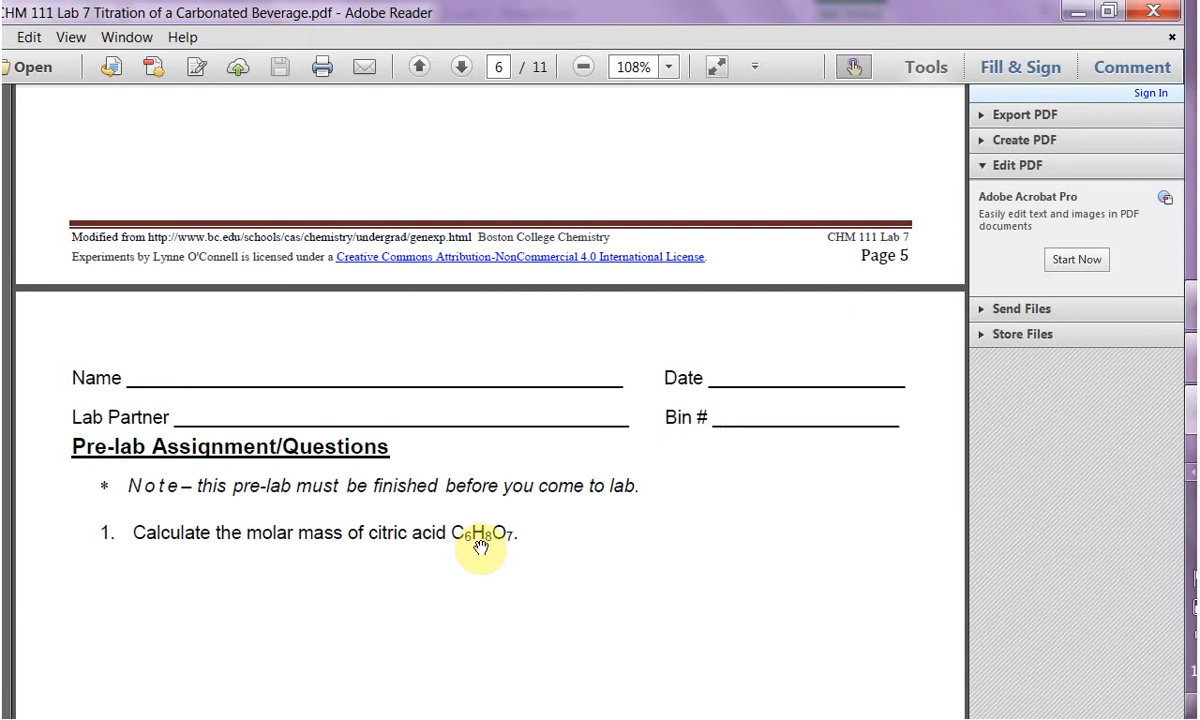 CHM 111 Lab 7 Titration of a Carbonated Beverage.pdf - Adobe Reader
Edit View Window Help
Open 6 / 11 108% Tools Fill & Sign Comment
Sign In
Export PDF
Create PDF
Edit PDF
Adobe Acrobat Pro
Easily edit text and images in PDF
documents
Start Now
Send Files
Store Files
Modified from http://www.bc.edu/schools/cas/chemistry/undergrad/genexp.html Boston College Chemistry CHM 111 Lab 7
Experiments by Lynne O'Connell is licensed under a Creative Commons Attribution-NonCommercial 4.0 International License. Page 5
Name Date
Lab Partner Bin #
Pre-lab Assignment/Questions
* Note – this pre-lab must be finished before you come to lab.
1. Calculate the molar mass of citric acid C₆H₈O₇.